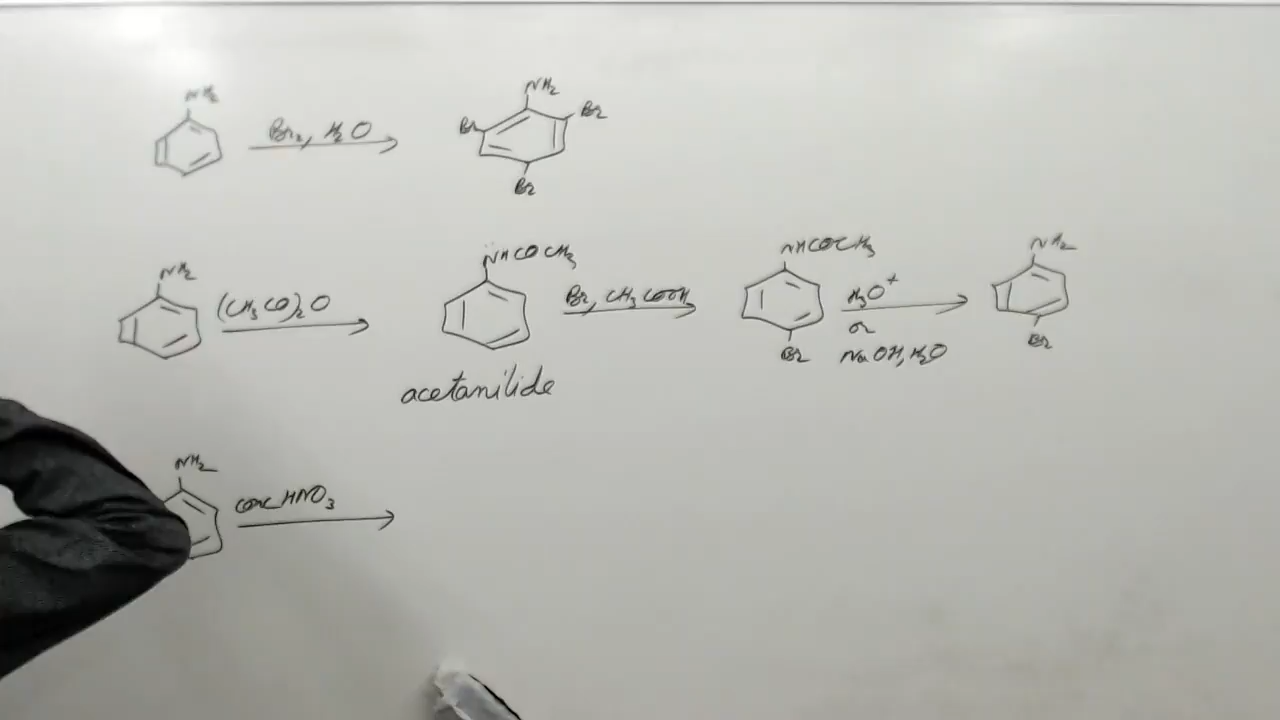 NH2
Br2, H2O
NH2
Br
Br
Br
NH2
(CH3CO)2O
NHCOCH3
acetanilide
Br2, CH3COOH
NHCOCH3
Br
H3O+
or
NaOH, H2O
NH2
Br
NH2
conc HNO3